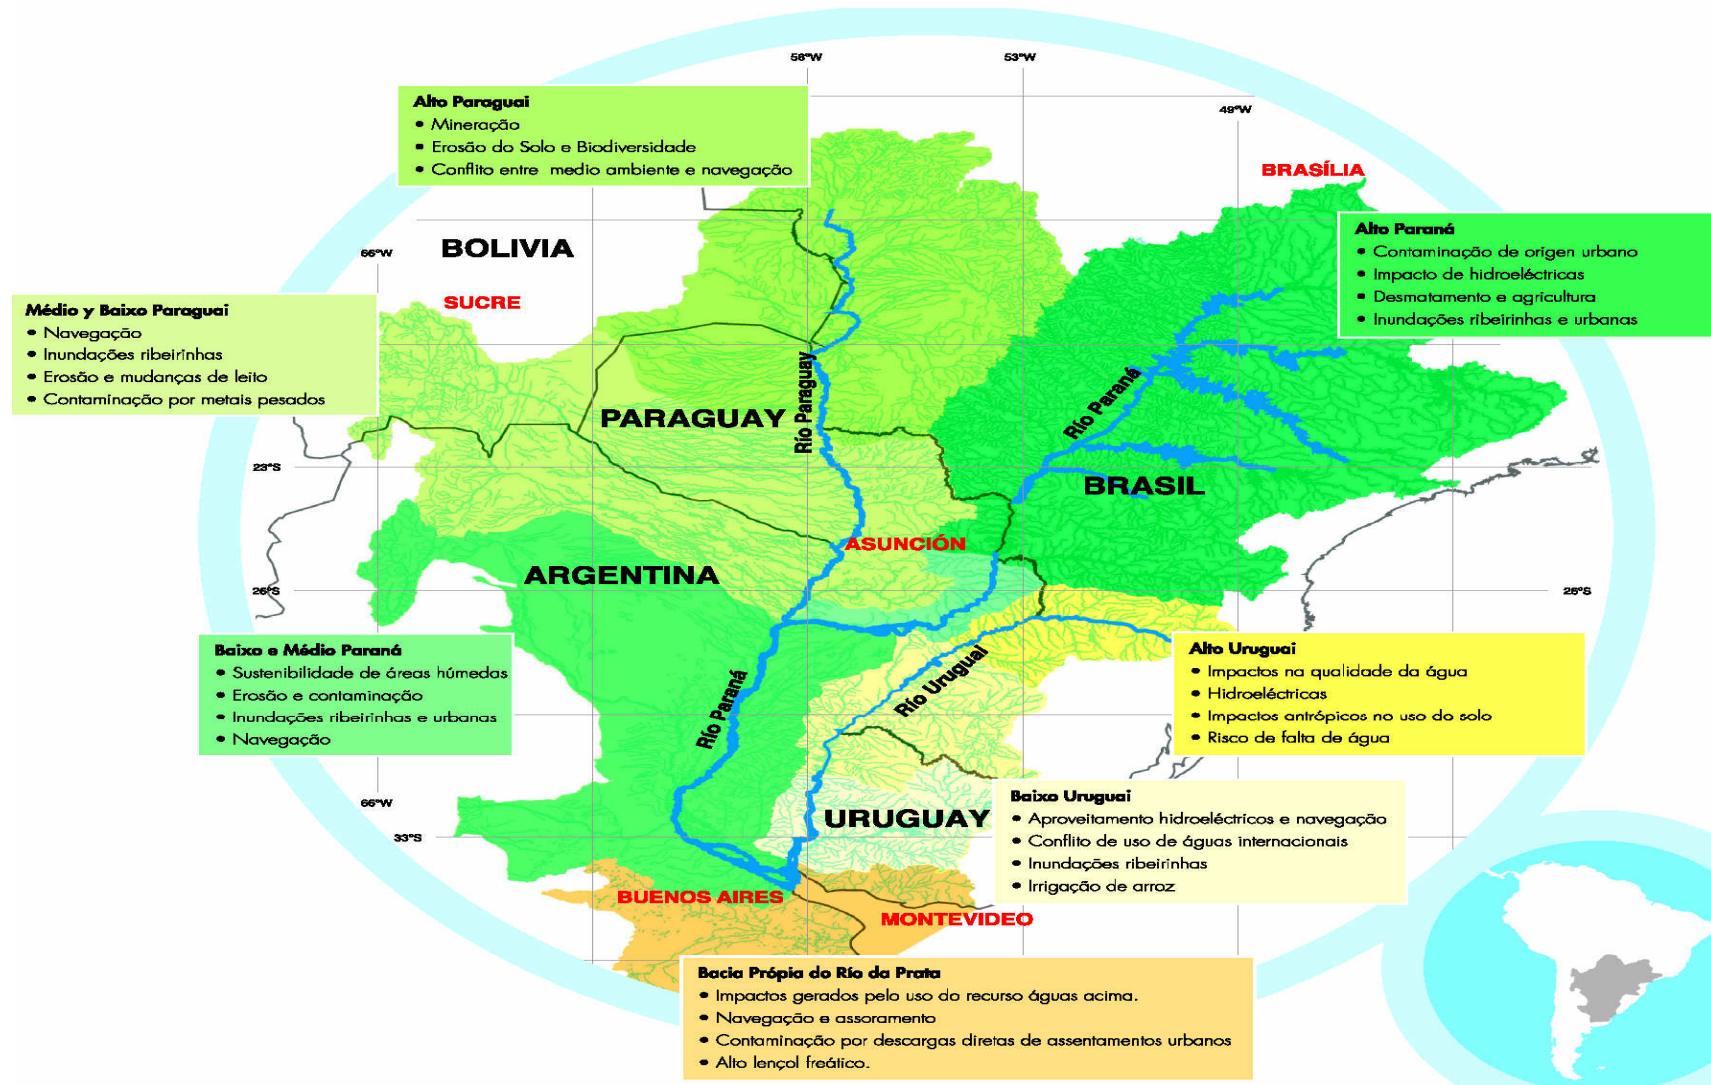 58°W
53°W
49°W
Alto Paraguai
• Mineração
• Erosão do Solo e Biodiversidade
• Conflito entre medio ambiente e navegação
BRASÍLIA
Alto Paraná
• Contaminação de origen urbano
• Impacto de hidroeléctricas
• Desmatamento e agricultura
• Inundações ribeirinhas e urbanas
BOLIVIA
66°W
SUCRE
Médio y Baixo Paraguai
• Navegação
• Inundações ribeirinhas
• Erosão e mudanças de leito
• Contaminação por metais pesados
Río Paraguay
Río Paraná
PARAGUAY
23°S
BRASIL
ASUNCIÓN
ARGENTINA
26°S
26°S
Baixo e Médio Paraná
• Sustenibilidade de áreas húmedas
• Erosão e contaminação
• Inundações ribeirinhas e urbanas
• Navegação
Río Paraná
Río Uruguai
Alto Uruguai
• Impactos na qualidade da água
• Hidroeléctricas
• Impactos antrópicos no uso do solo
• Risco de falta de água
66°W
33°S
URUGUAY
Baixo Uruguai
• Aproveitamento hidroeléctricos e navegação
• Conflito de uso de águas internacionais
• Inundações ribeirinhas
• Irrigação de arroz
BUENOS AIRES
MONTEVIDEO
Bacia Própia do Río da Prata
• Impactos gerados pelo uso do recurso águas acima.
• Navegação e assoramento
• Contaminação por descargas diretas de assentamentos urbanos
• Alto lençol freático.